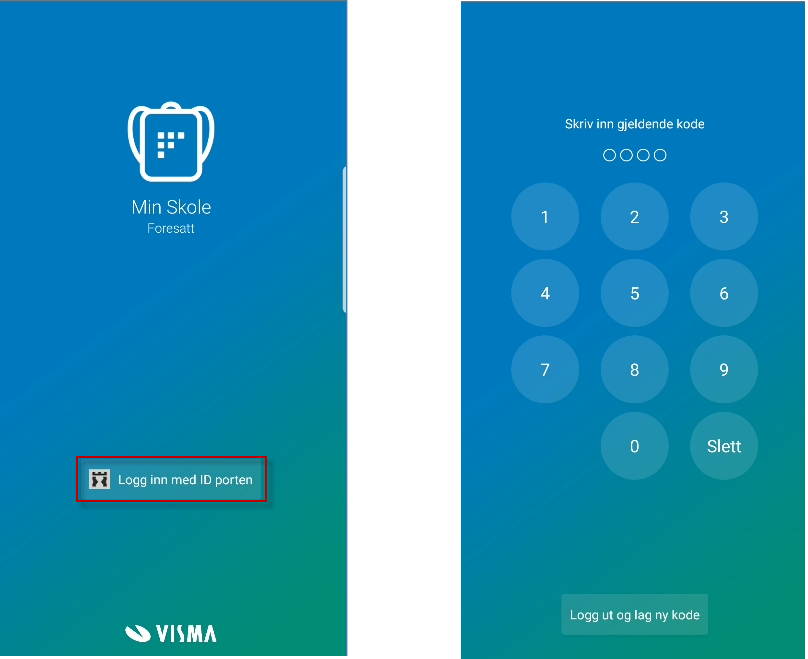 Min Skole
Foresatt
Logg inn med ID porten
VISMA
Skriv inn gjeldende kode
1 2 3
4 5 6
7 8 9
0 Slett
Logg ut og lag ny kode